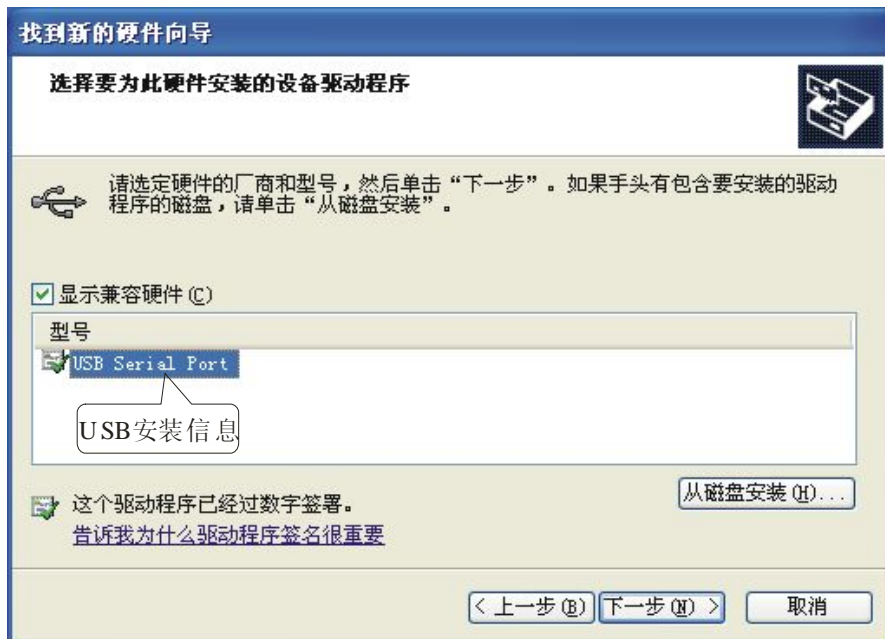 找到新的硬件向导
选择要为此硬件安装的设备驱动程序
请选定硬件的厂商和型号，然后单击“下一步”。如果手头有包含要安装的驱动
程序的磁盘，请单击“从磁盘安装”。
显示兼容硬件(C)
型号
USB Serial Port
USB安装信息
这个驱动程序已经过数字签署。
从磁盘安装(H)...
告诉我为什么驱动程序签名很重要
< 上一步(B) 下一步(N) > 取消